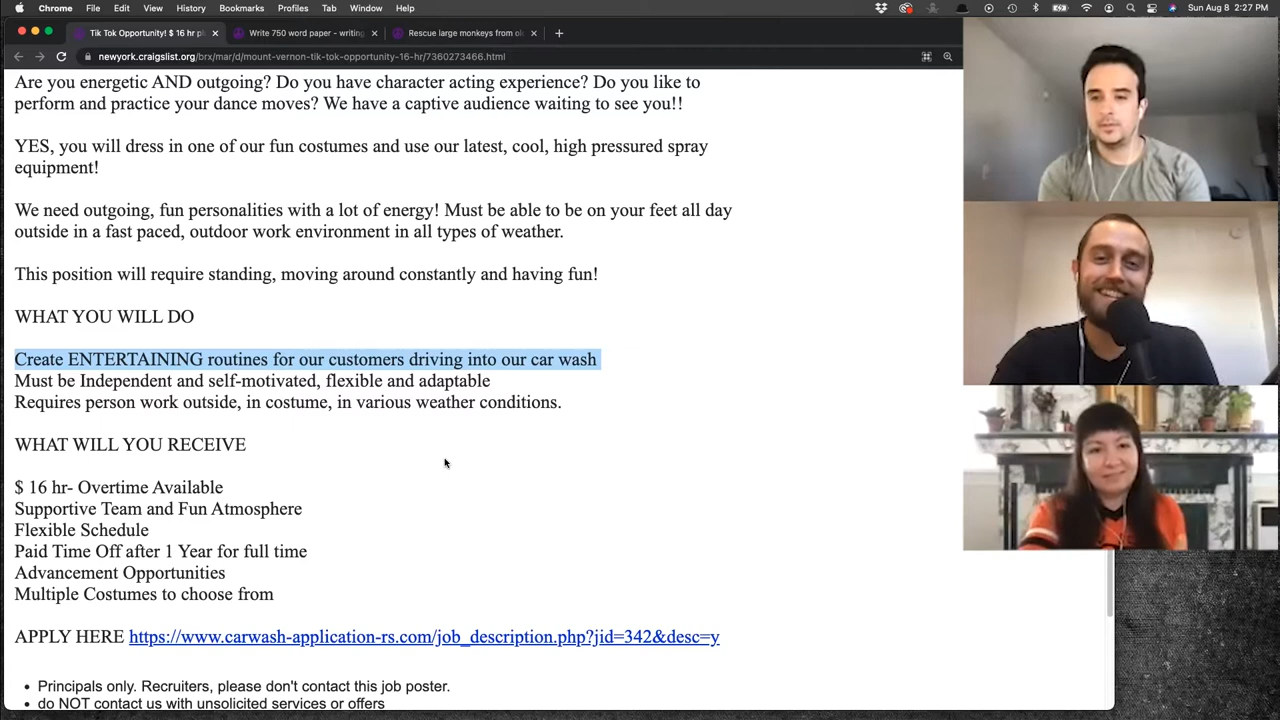 Chrome File Edit View History Bookmarks Profiles Tab Window Help Sun Aug 8 2:27 PM
Tik Tok Opportunity! $ 16 hr Write 750 word paper - writing Rescue large monkeys from
newyork.craigslist.org/brx/mar/d/mount-vernon-tik-tok-opportunity-16-hr/7360273466.html
Are you energetic AND outgoing? Do you have character acting experience? Do you like to
perform and practice your dance moves? We have a captive audience waiting to see you!!
YES, you will dress in one of our fun costumes and use our latest, cool, high pressured spray
equipment!
We need outgoing, fun personalities with a lot of energy! Must be able to be on your feet all day
outside in a fast paced, outdoor work environment in all types of weather.
This position will require standing, moving around constantly and having fun!
WHAT YOU WILL DO
Create ENTERTAINING routines for our customers driving into our car wash
Must be Independent and self-motivated, flexible and adaptable
Requires person work outside, in costume, in various weather conditions.
WHAT WILL YOU RECEIVE
$ 16 hr- Overtime Available
Supportive Team and Fun Atmosphere
Flexible Schedule
Paid Time Off after 1 Year for full time
Advancement Opportunities
Multiple Costumes to choose from
APPLY HERE https://www.carwash-application-rs.com/job_description.php?jid=342&desc=y
• Principals only. Recruiters, please don't contact this job poster.
• do NOT contact us with unsolicited services or offers